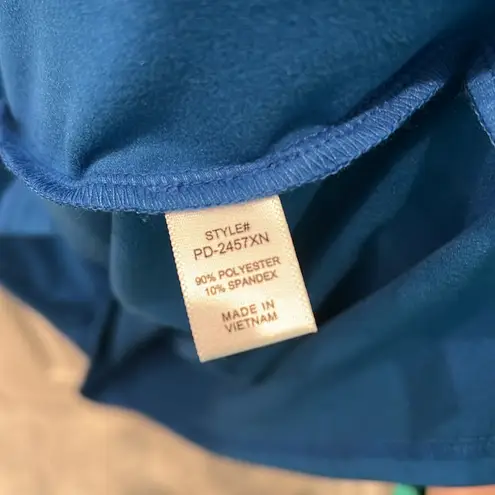 STYLE#
PD-2457XN
90% POLYESTER
10% SPANDEX
MADE IN
VIETNAM